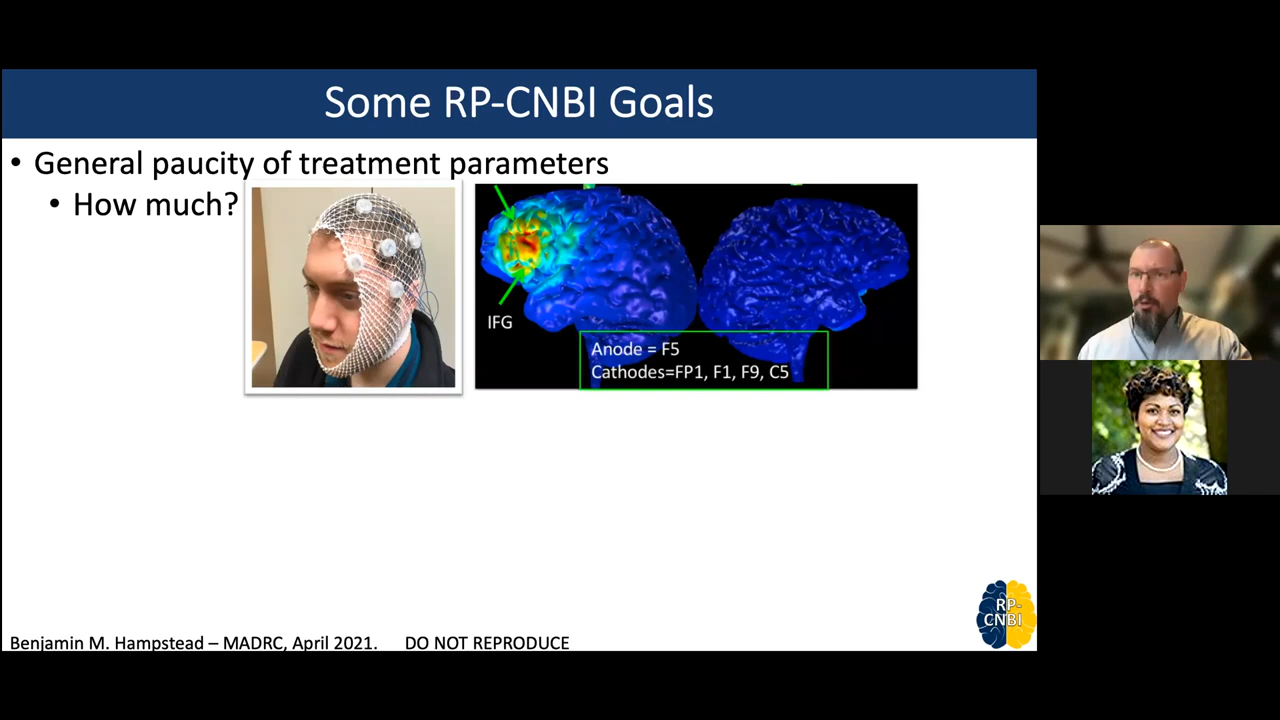 Some RP-CNBI Goals
• General paucity of treatment parameters
• How much?
IFG
Anode = F5
Cathodes=FP1, F1, F9, C5
RP-
CNBI
Benjamin M. Hampstead – MADRC, April 2021. DO NOT REPRODUCE